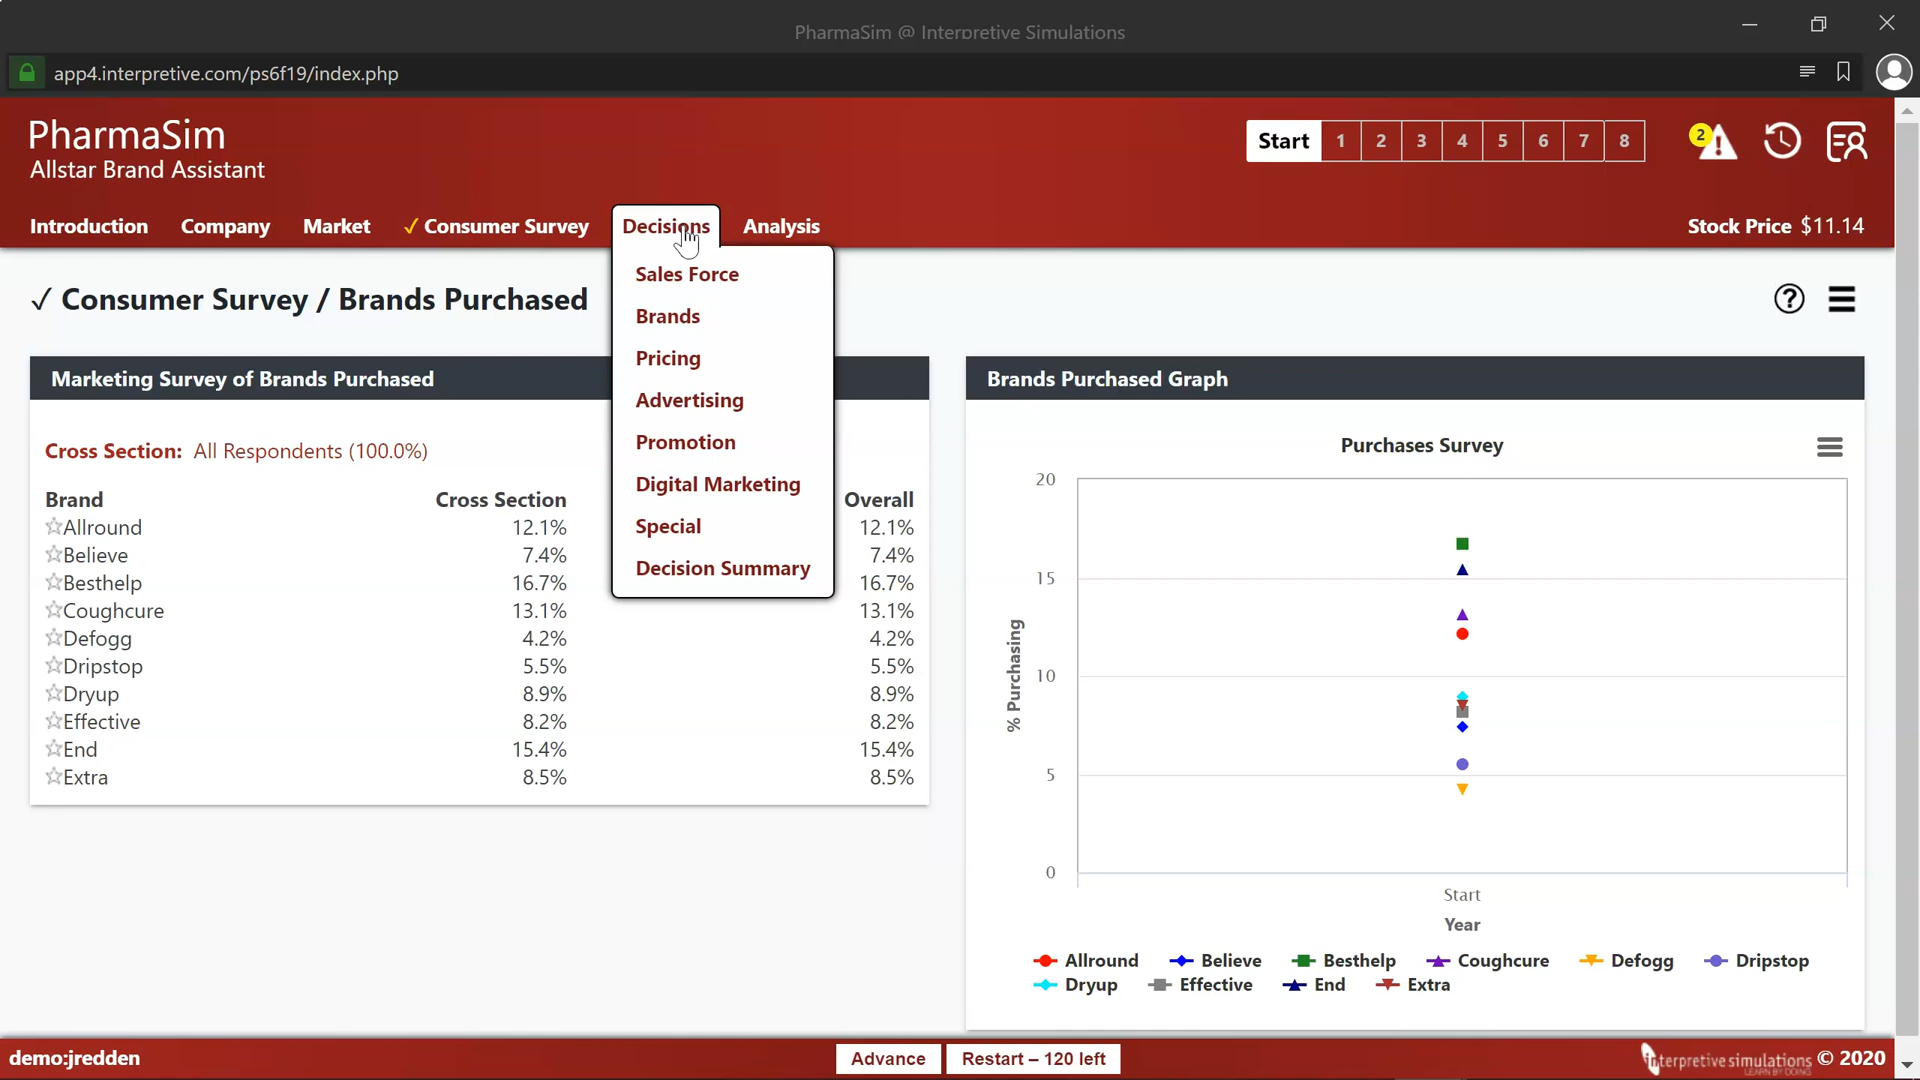 PharmaSim @ Interpretive Simulations
app4.interpretive.com/ps6f19/index.php
PharmaSim
Allstar Brand Assistant
Start 1 2 3 4 5 6 7 8
2
Introduction Company Market ✓ Consumer Survey Decisions Analysis
Stock Price $11.14
Sales Force
Brands
Pricing
Advertising
Promotion
Digital Marketing
Special
Decision Summary
✓ Consumer Survey / Brands Purchased
?
Marketing Survey of Brands Purchased
Cross Section: All Respondents (100.0%)
Brand Cross Section Overall
☆Allround 12.1% 12.1%
☆Believe 7.4% 7.4%
☆Besthelp 16.7% 16.7%
☆Coughcure 13.1% 13.1%
☆Defogg 4.2% 4.2%
☆Dripstop 5.5% 5.5%
☆Dryup 8.9% 8.9%
☆Effective 8.2% 8.2%
☆End 15.4% 15.4%
☆Extra 8.5% 8.5%
Brands Purchased Graph
Purchases Survey
20
15
10
5
0
% Purchasing
Start
Year
Allround Believe Besthelp Coughcure Defogg Dripstop
Dryup Effective End Extra
demo:jredden
Advance
Restart – 120 left
interpretive simulations © 2020
LEARN BY DOING